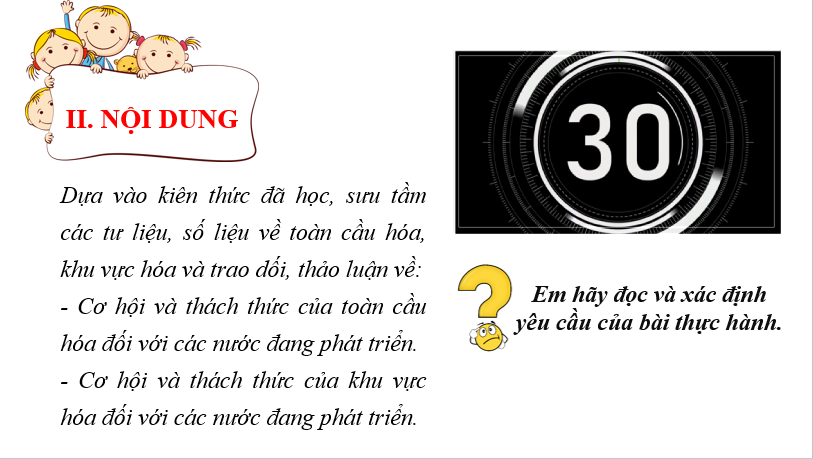 II. NỘI DUNG
Dựa vào kiên thức đã học, sưu tầm
các tư liệu, số liệu về toàn cầu hóa,
khu vực hóa và trao dối, thảo luận về:
- Cơ hội và thách thức của toàn cầu
hóa đối với các nước đang phát triển.
- Cơ hội và thách thức của khu vực
hóa đối với các nước đang phát triển.
30
Em hãy đọc và xác định
yêu cầu của bài thực hành.